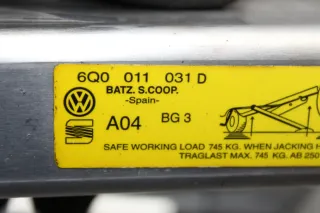 6Q0 011 031 D
BATZ. S.COOP.
-Spain-
A04 BG 3
SAFE WORKING LOAD 745 KG. WHEN JACKING H
TRAGLAST MAX. 745 KG. AB 250